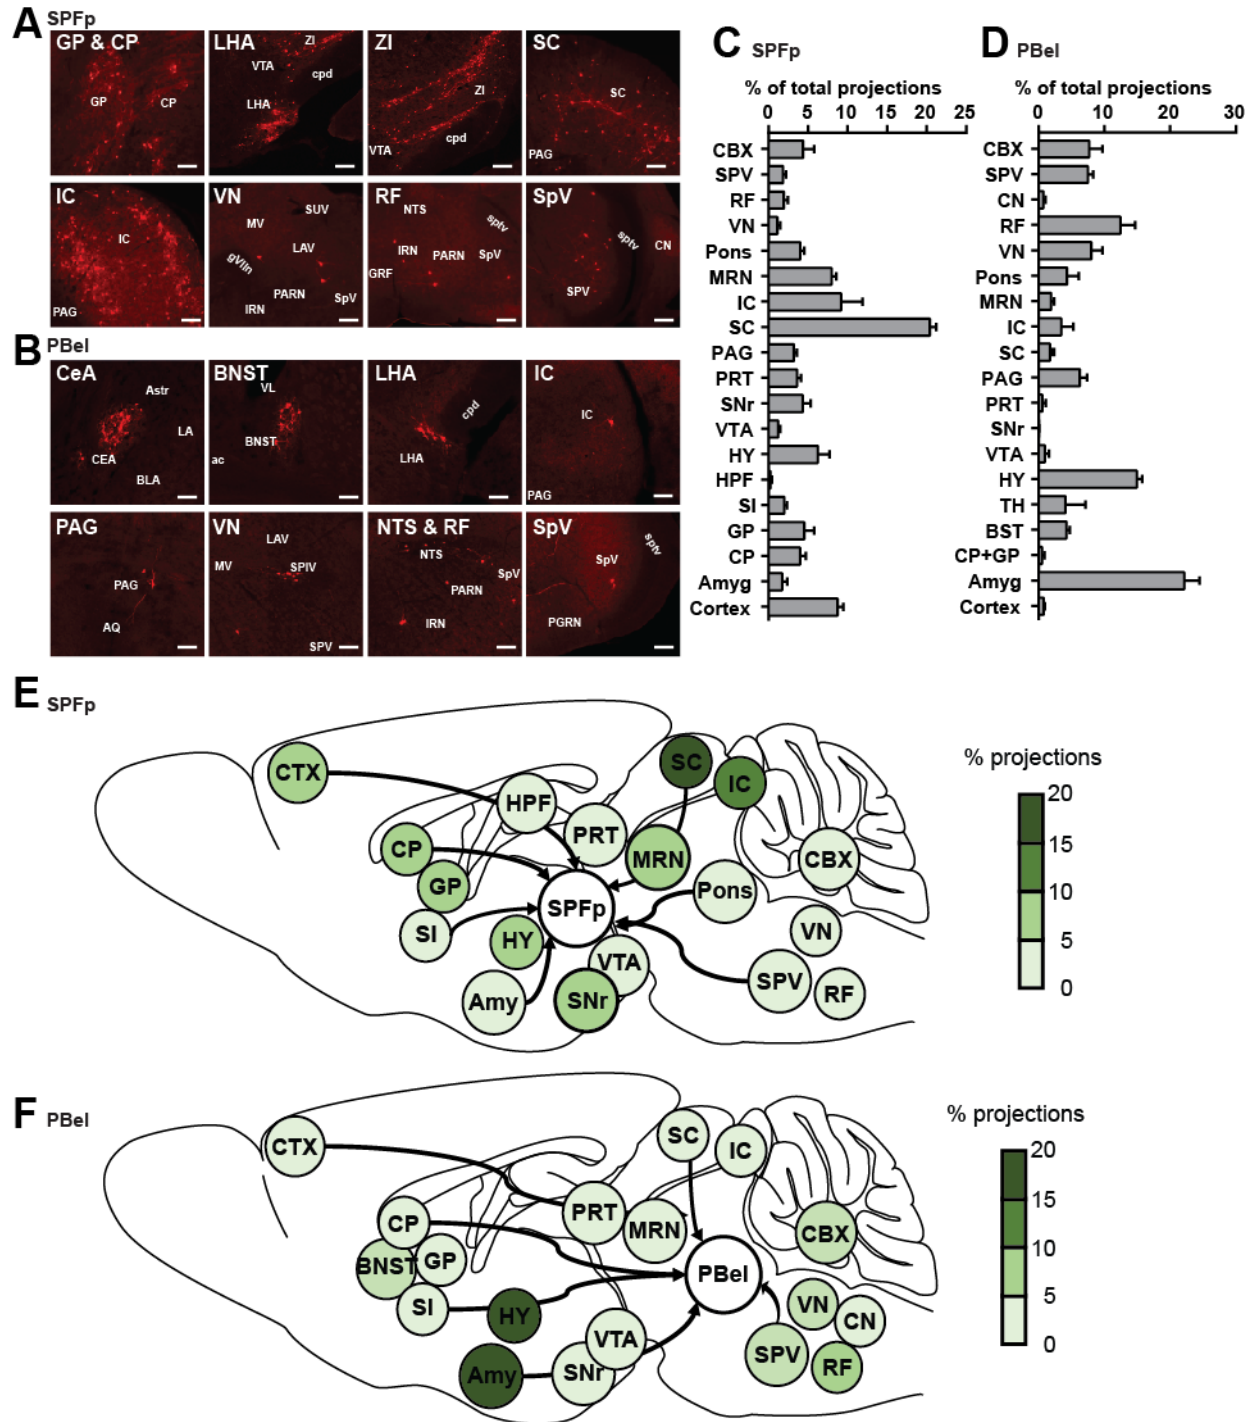 A SPFp
GP & CP
GP
CP
LHA
ZI
VTA
cpd
LHA
ZI
ZI
cpd
VTA
SC
SC
PAG
IC
IC
PAG
VN
SUV
MV
LAV
gVIIn
PARN
IRN
SpV
RF
NTS
sptv
IRN
PARN
SpV
GRF
SpV
sptv
CN
SPV
B PBel
CeA
Astr
LA
CEA
BLA
BNST
VL
BNST
ac
LHA
cpd
LHA
IC
IC
PAG
PAG
PAG
AQ
VN
LAV
MV
SPIV
SPV
NTS & RF
NTS
SpV
PARN
IRN
SpV
sptv
SpV
PGRN
C SPFp
% of total projections
0 5 10 15 20 25
CBX
SPV
RF
VN
Pons
MRN
IC
SC
PAG
PRT
SNr
VTA
HY
HPF
SI
GP
CP
Amyg
Cortex
D PBel
% of total projections
0 10 20 30
CBX
SPV
CN
RF
VN
Pons
MRN
IC
SC
PAG
PRT
SNr
VTA
HY
TH
BST
CP+GP
Amyg
Cortex
E SPFp
CTX
SC
IC
HPF
PRT
CP
MRN
CBX
GP
Pons
SPFp
SI
HY
VN
VTA
SPV
RF
Amy
SNr
% projections
20
15
10
5
0
F PBel
CTX
SC
IC
PRT
CP
MRN
CBX
BNST
GP
PBel
SI
HY
VN
CN
VTA
SPV
RF
Amy
SNr
% projections
20
15
10
5
0